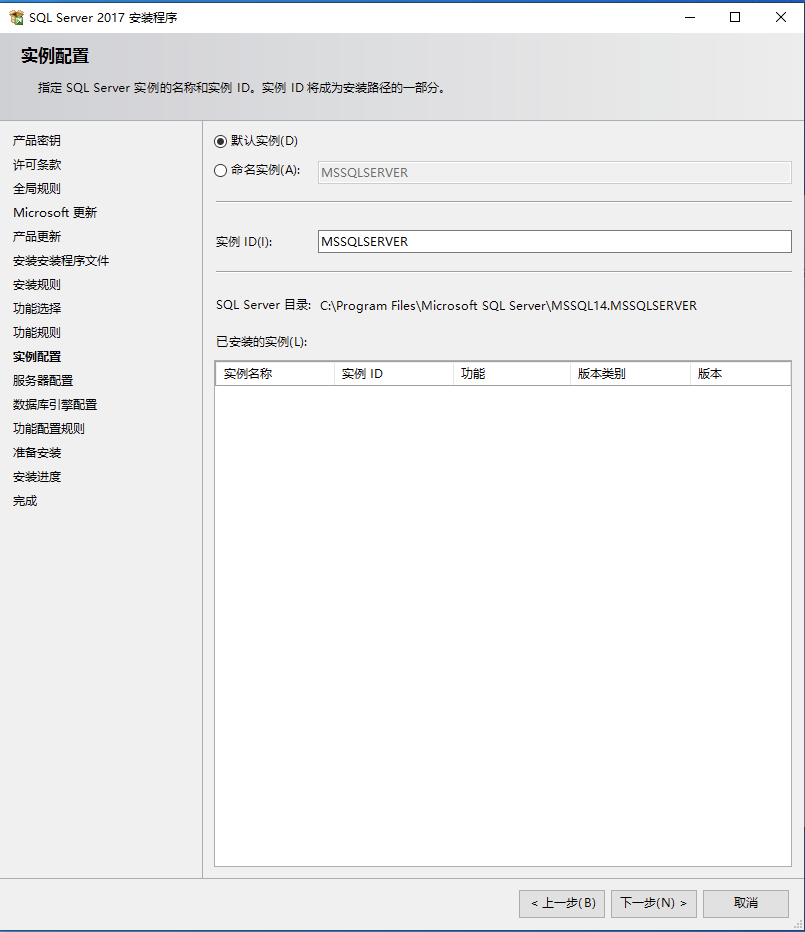 SQL Server 2017 安装程序
实例配置
指定 SQL Server 实例的名称和实例 ID。实例 ID 将成为安装路径的一部分。
产品密钥
许可条款
全局规则
Microsoft 更新
产品更新
安装安装程序文件
安装规则
功能选择
功能规则
实例配置
服务器配置
数据库引擎配置
功能配置规则
准备安装
安装进度
完成
默认实例(D)
命名实例(A): MSSQLSERVER
实例 ID(I): MSSQLSERVER
SQL Server 目录: C:\Program Files\Microsoft SQL Server\MSSQL14.MSSQLSERVER
已安装的实例(L):
实例名称 实例 ID 功能 版本类别 版本
< 上一步(B) 下一步(N) > 取消